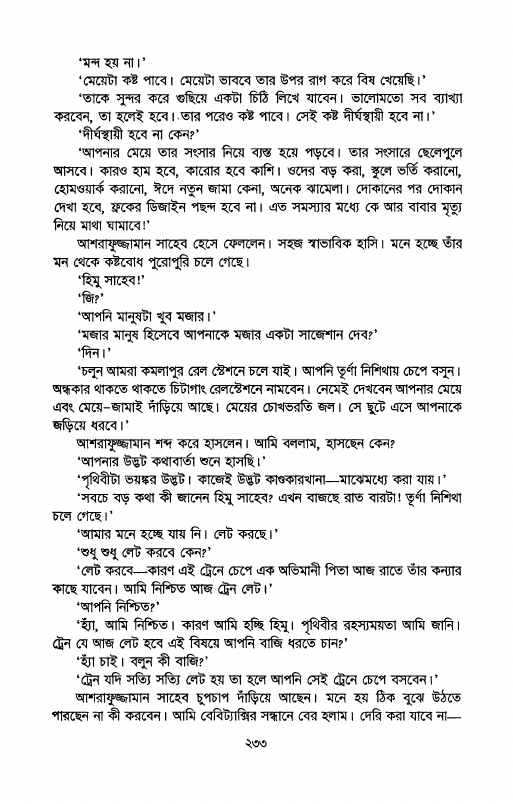 ‘মন্দ হয় না।’
‘মেয়েটা কষ্ট পাবে। মেয়েটা ভাববে তার উপর রাগ করে বিষ খেয়েছি।’
‘তাকে সুন্দর করে গুছিয়ে একটা চিঠি লিখে যাবেন। ভালোমতো সব ব্যাখ্যা
করবেন, তা হলেই হবে। তার পরেও কষ্ট পাবে। সেই কষ্ট দীর্ঘস্থায়ী হবে না।’
‘দীর্ঘস্থায়ী হবে না কেন?’
‘আপনার মেয়ে তার সংসার নিয়ে ব্যস্ত হয়ে পড়বে। তার সংসারে ছেলেপুলে
আসবে। কারও হাম হবে, কারোর হবে কাশি। ওদের বড় করা, স্কুলে ভর্তি করানো,
হোমওয়ার্ক করানো, ঈদে নতুন জামা কেনা, অনেক ঝামেলা। দোকানের পর দোকান
দেখা হবে, ফ্রকের ডিজাইন পছন্দ হবে না। এত সমস্যার মধ্যে কে আর বাবার মৃত্যু
নিয়ে মাথা ঘামাবে!’
আশরাফুজ্জামান সাহেব হেসে ফেললেন। সহজ স্বাভাবিক হাসি। মনে হচ্ছে তাঁর
মন থেকে কষ্টবোধ পুরোপুরি চলে গেছে।
‘হিমু সাহেব!’
‘জি?’
‘আপনি মানুষটা খুব মজার।’
‘মজার মানুষ হিসেবে আপনাকে মজার একটা সাজেশান দেব?’
‘দিন।’
‘চলুন আমরা কমলাপুর রেল স্টেশনে চলে যাই। আপনি তূর্ণা নিশিথায় চেপে বসুন।
অন্ধকার থাকতে থাকতে চিটাগাং রেলস্টেশনে নামবেন। নেমেই দেখবেন আপনার মেয়ে
এবং মেয়ে-জামাই দাঁড়িয়ে আছে। মেয়ের চোখভরতি জল। সে ছুটে এসে আপনাকে
জড়িয়ে ধরবে।’
আশরাফুজ্জামান শব্দ করে হাসলেন। আমি বললাম, হাসছেন কেন?
‘আপনার উদ্ভট কথাবার্তা শুনে হাসছি।’
‘পৃথিবীটা ভয়ঙ্কর উদ্ভট। কাজেই উদ্ভট কাণ্ডকারখানা—মাঝেমধ্যে করা যায়।’
‘সবচে বড় কথা কী জানেন হিমু সাহেব? এখন বাজছে রাত বারটা! তূর্ণা নিশিথা
চলে গেছে।’
‘আমার মনে হচ্ছে যায় নি। লেট করছে।’
‘শুধু শুধু লেট করবে কেন?’
‘লেট করবে—কারণ এই ট্রেনে চেপে এক অভিমানী পিতা আজ রাতে তাঁর কন্যার
কাছে যাবেন। আমি নিশ্চিত আজ ট্রেন লেট।’
‘আপনি নিশ্চিত?’
‘হ্যাঁ, আমি নিশ্চিত। কারণ আমি হচ্ছি হিমু। পৃথিবীর রহস্যময়তা আমি জানি।
ট্রেন যে আজ লেট হবে এই বিষয়ে আপনি বাজি ধরতে চান?’
‘হ্যাঁ চাই। বলুন কী বাজি?’
‘ট্রেন যদি সত্যি সত্যি লেট হয় তা হলে আপনি সেই ট্রেনে চেপে বসবেন।’
আশরাফুজ্জামান সাহেব চুপচাপ দাঁড়িয়ে আছেন। মনে হয় ঠিক বুঝে উঠতে
পারছেন না কী করবেন। আমি বেবিট্যাক্সির সন্ধানে বের হলাম। দেরি করা যাবে না—
২৩৩